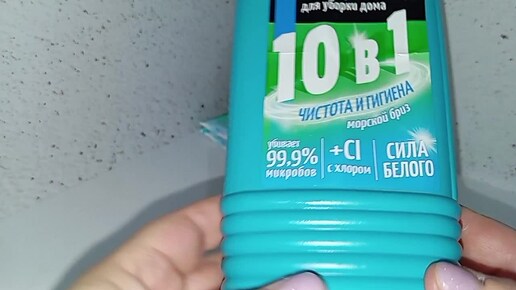 для уборки дома
10 в 1
ЧИСТОТА И ГИГИЕНА
морской бриз
убивает
99,9%
микробов
+Cl
с хлором
СИЛА
БЕЛОГО